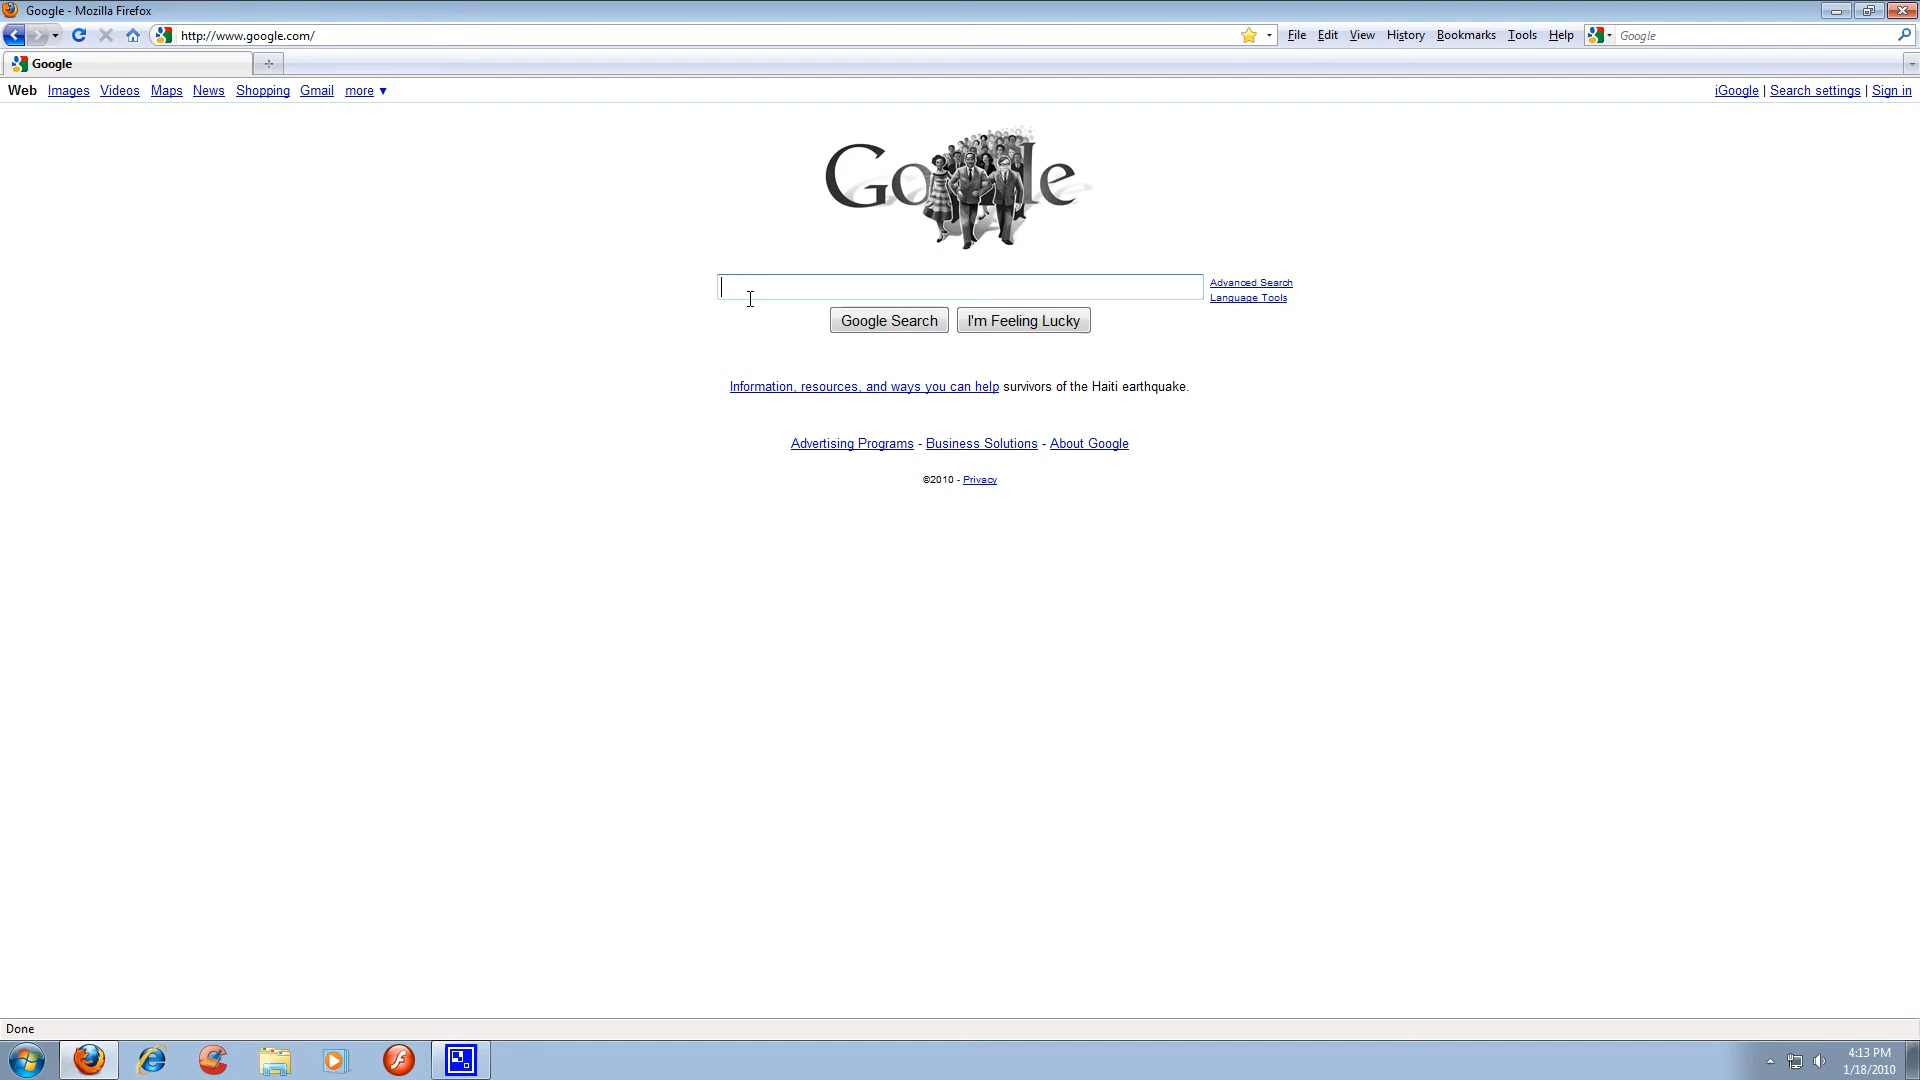 Google - Mozilla Firefox
http://www.google.com/ File Edit View History Bookmarks Tools Help Google
Google
Web Images Videos Maps News Shopping Gmail more ▼ iGoogle | Search settings | Sign in
Google
Advanced Search
Language Tools
Google Search I'm Feeling Lucky
Information, resources, and ways you can help survivors of the Haiti earthquake.
Advertising Programs - Business Solutions - About Google
©2010 - Privacy
Done
4:13 PM
1/18/2010